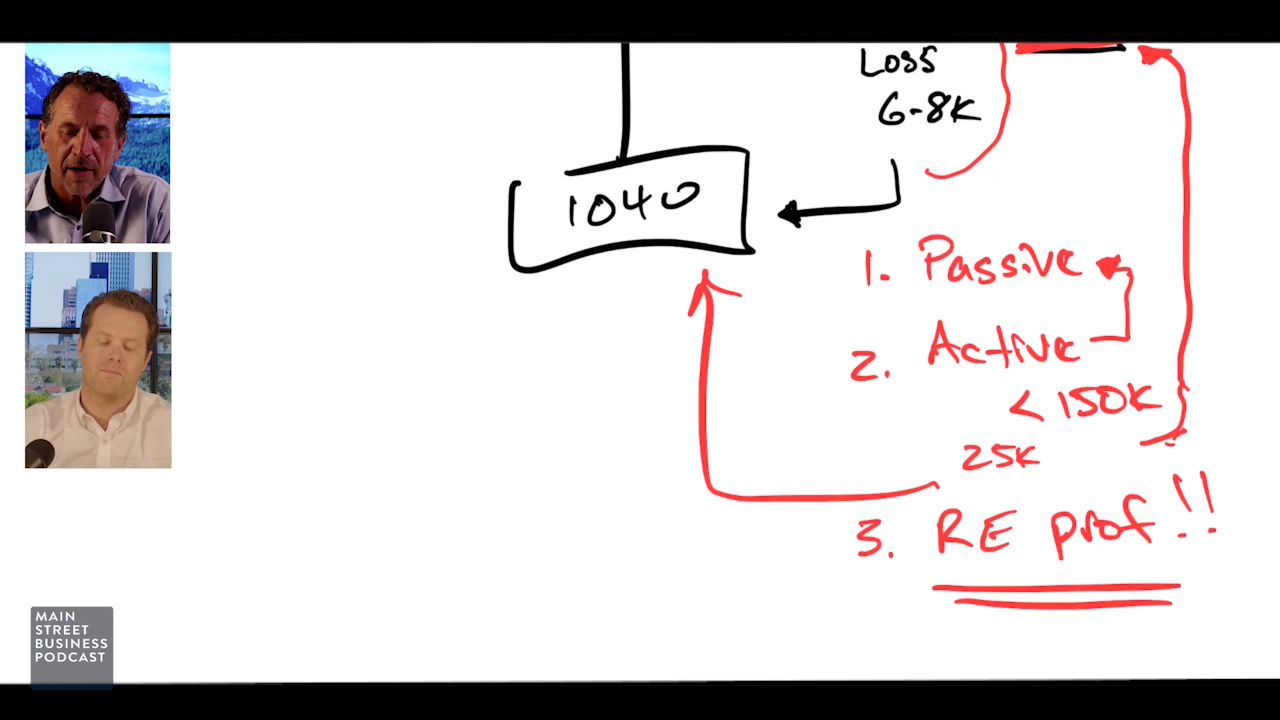 Loss
6-8K
1040
1. Passive
2. Active
< 150K
25K
3. RE prof!!
MAIN
STREET
BUSINESS
PODCAST